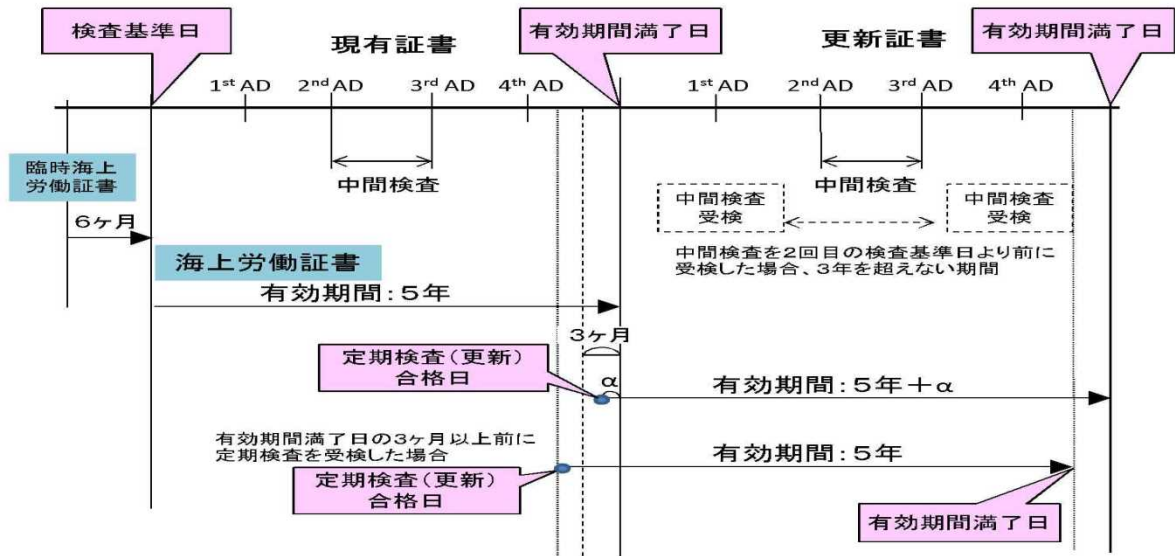 検査基準日
現有証書
有効期間満了日
更新証書
有効期間満了日
1st AD
2nd AD
3rd AD
4th AD
1st AD
2nd AD
3rd AD
4th AD
臨時海上
労働証書
6ヶ月
中間検査
中間検査
中間検査
受検
中間検査
受検
中間検査を2回目の検査基準日より前に
受検した場合、3年を超えない期間
海上労働証書
有効期間:5年
3ヶ月
定期検査(更新)
合格日
α
有効期間:5年+α
有効期間満了日の3ヶ月以上前に
定期検査を受検した場合
定期検査(更新)
合格日
有効期間:5年
有効期間満了日